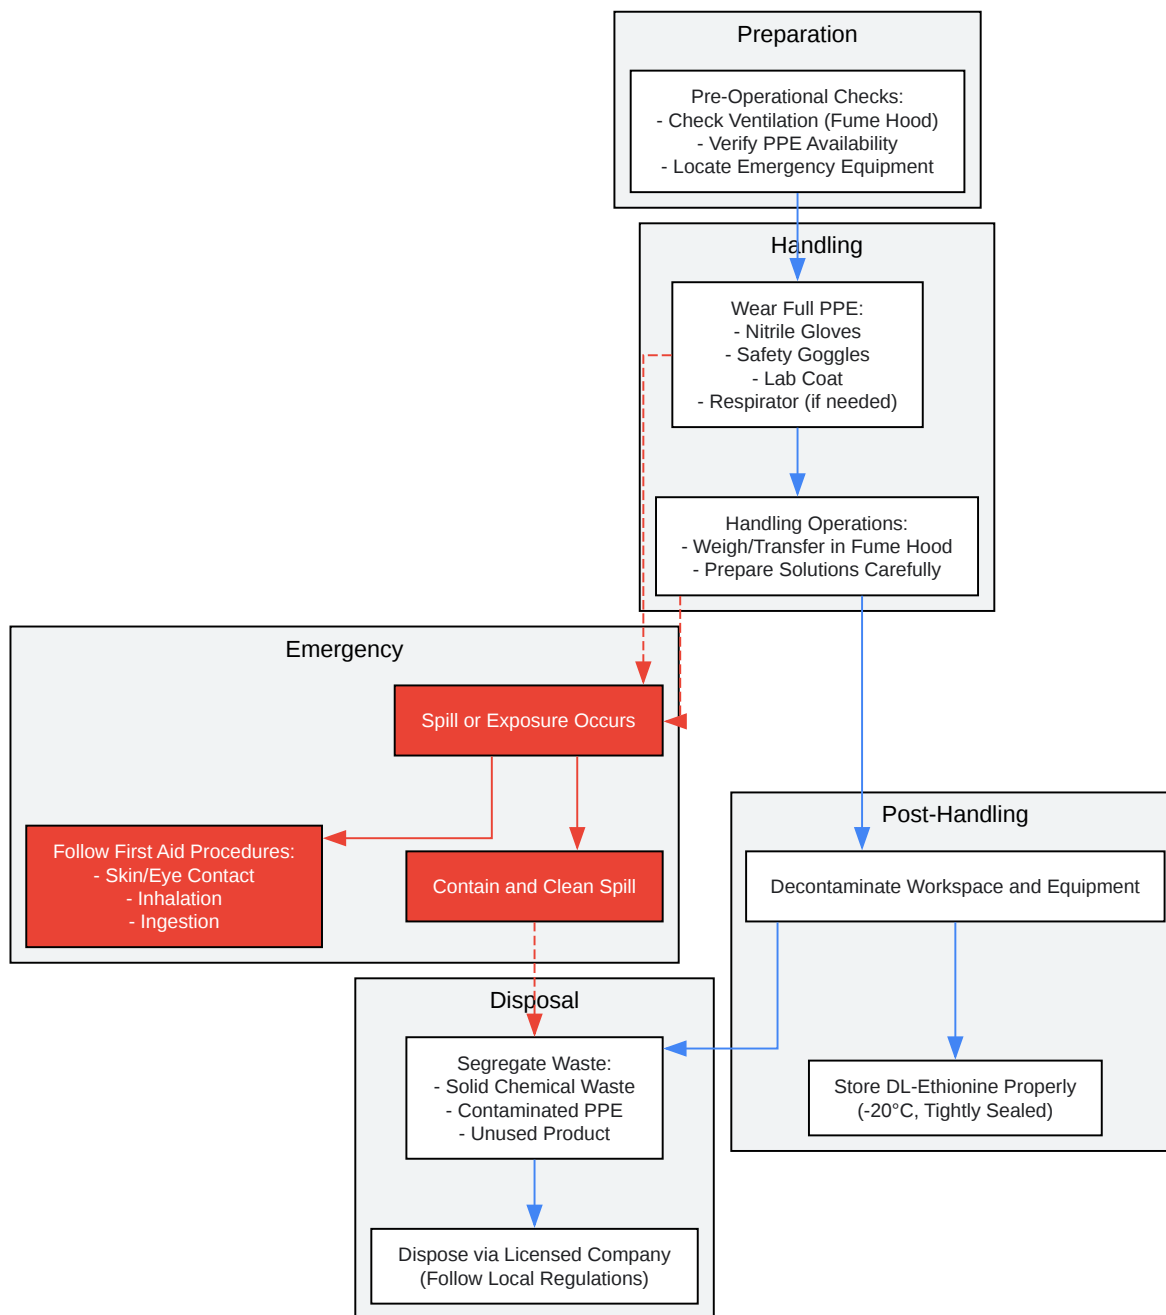 Preparation
Pre-Operational Checks:
- Check Ventilation (Fume Hood)
- Verify PPE Availability
- Locate Emergency Equipment
Handling
Wear Full PPE:
- Nitrile Gloves
- Safety Goggles
- Lab Coat
- Respirator (if needed)
Handling Operations:
- Weigh/Transfer in Fume Hood
- Prepare Solutions Carefully
Emergency
Spill or Exposure Occurs
Follow First Aid Procedures:
- Skin/Eye Contact
- Inhalation
- Ingestion
Contain and Clean Spill
Post-Handling
Decontaminate Workspace and Equipment
Store DL-Ethionine Properly
(-20°C, Tightly Sealed)
Disposal
Segregate Waste:
- Solid Chemical Waste
- Contaminated PPE
- Unused Product
Dispose via Licensed Company
(Follow Local Regulations)